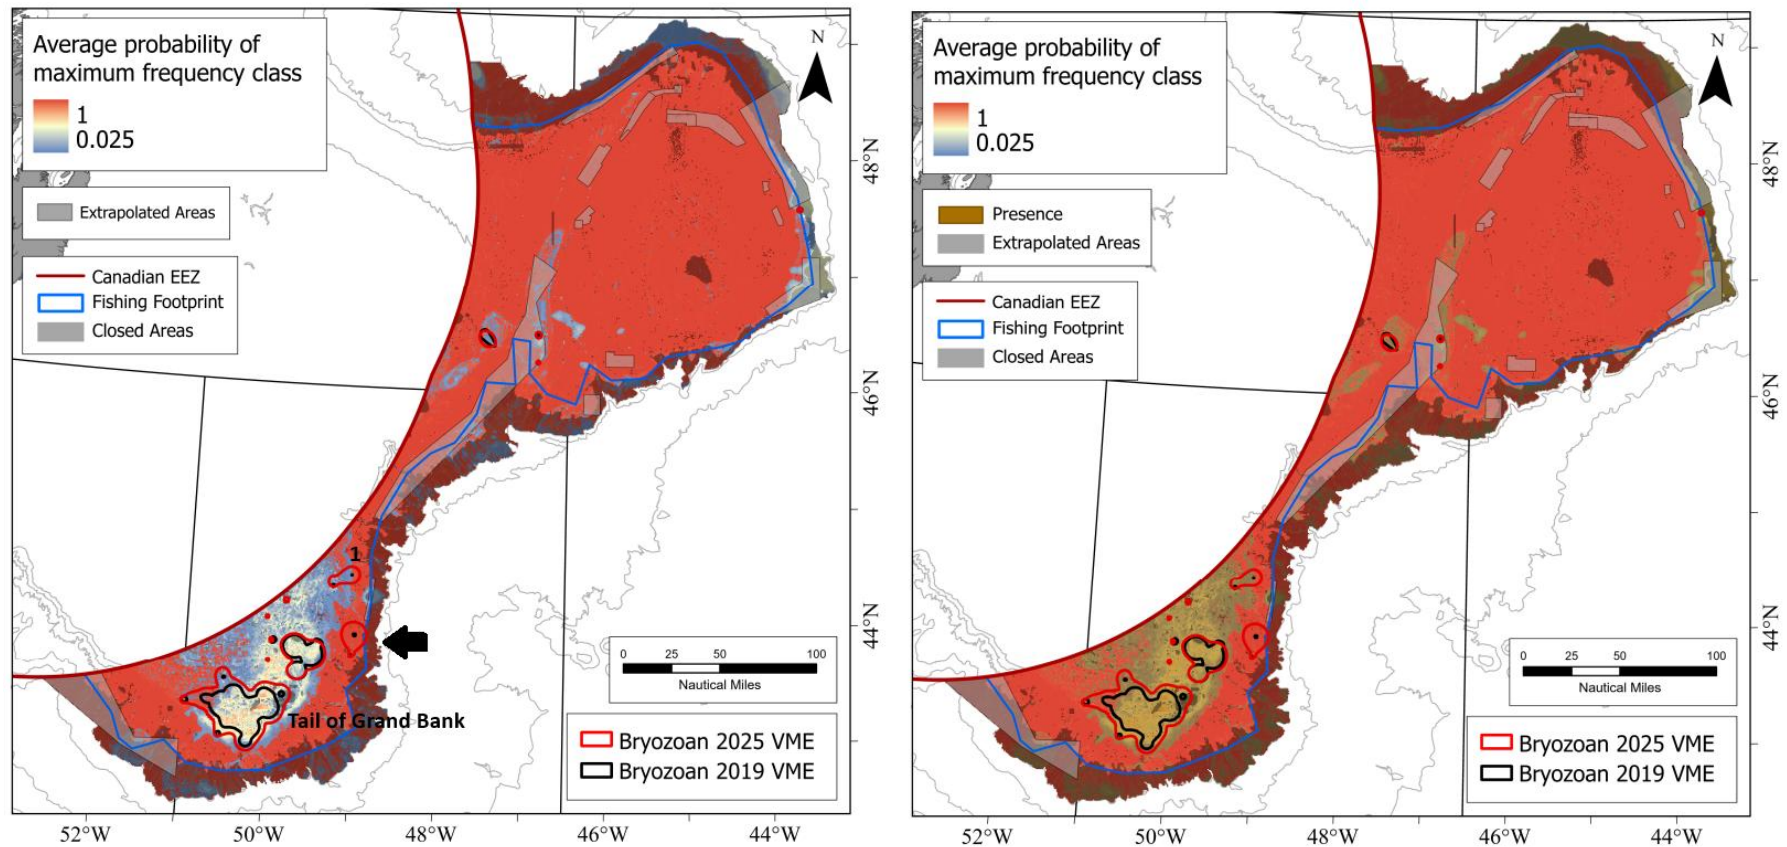 Average probability of
maximum frequency class
1
0.025
Extrapolated Areas
Canadian EEZ
Fishing Footprint
Closed Areas
N
48°N
46°N
44°N
1
Tail of Grand Bank
0 25 50 100
Nautical Miles
Bryozoan 2025 VME
Bryozoan 2019 VME
52°W 50°W 48°W 46°W 44°W
Average probability of
maximum frequency class
1
0.025
Presence
Extrapolated Areas
Canadian EEZ
Fishing Footprint
Closed Areas
N
48°N
46°N
44°N
0 25 50 100
Nautical Miles
Bryozoan 2025 VME
Bryozoan 2019 VME
52°W 50°W 48°W 46°W 44°W